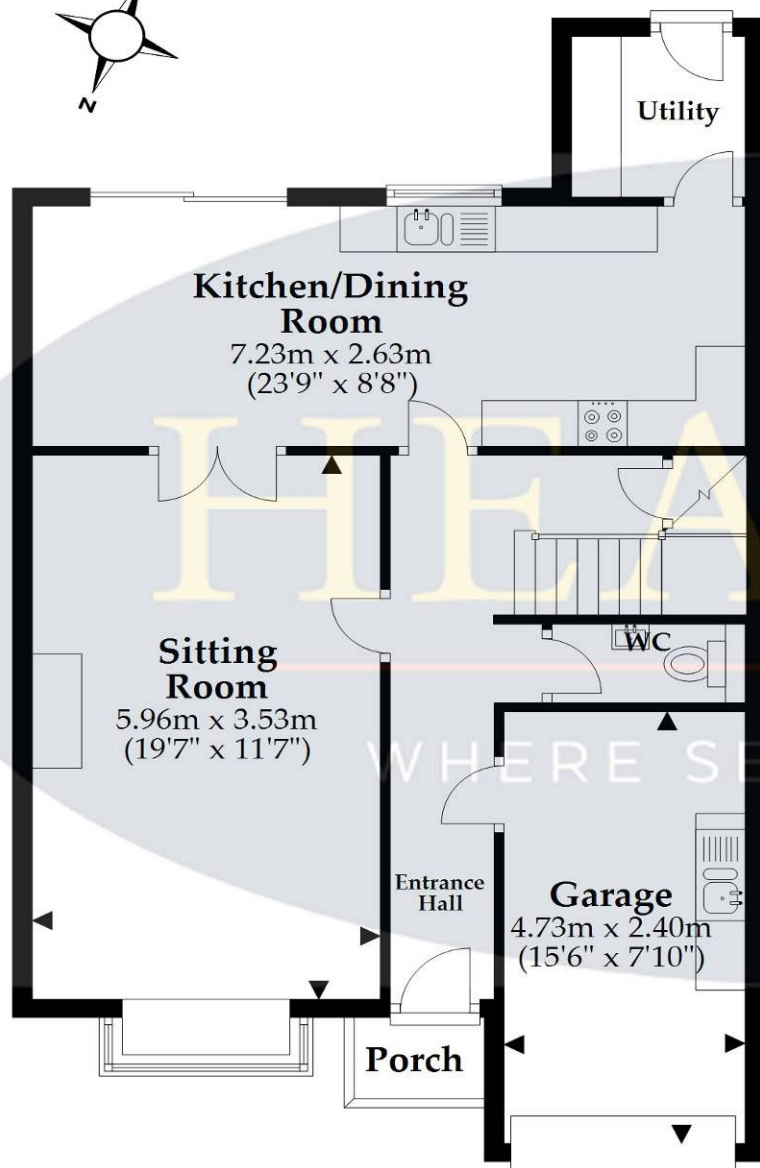 N
Utility
Kitchen/Dining
Room
7.23m x 2.63m
(23'9" x 8'8")
HEA
Sitting
Room
5.96m x 3.53m
(19'7" x 11'7")
WC
WHERE SE
Entrance
Hall
Garage
4.73m x 2.40m
(15'6" x 7'10")
Porch